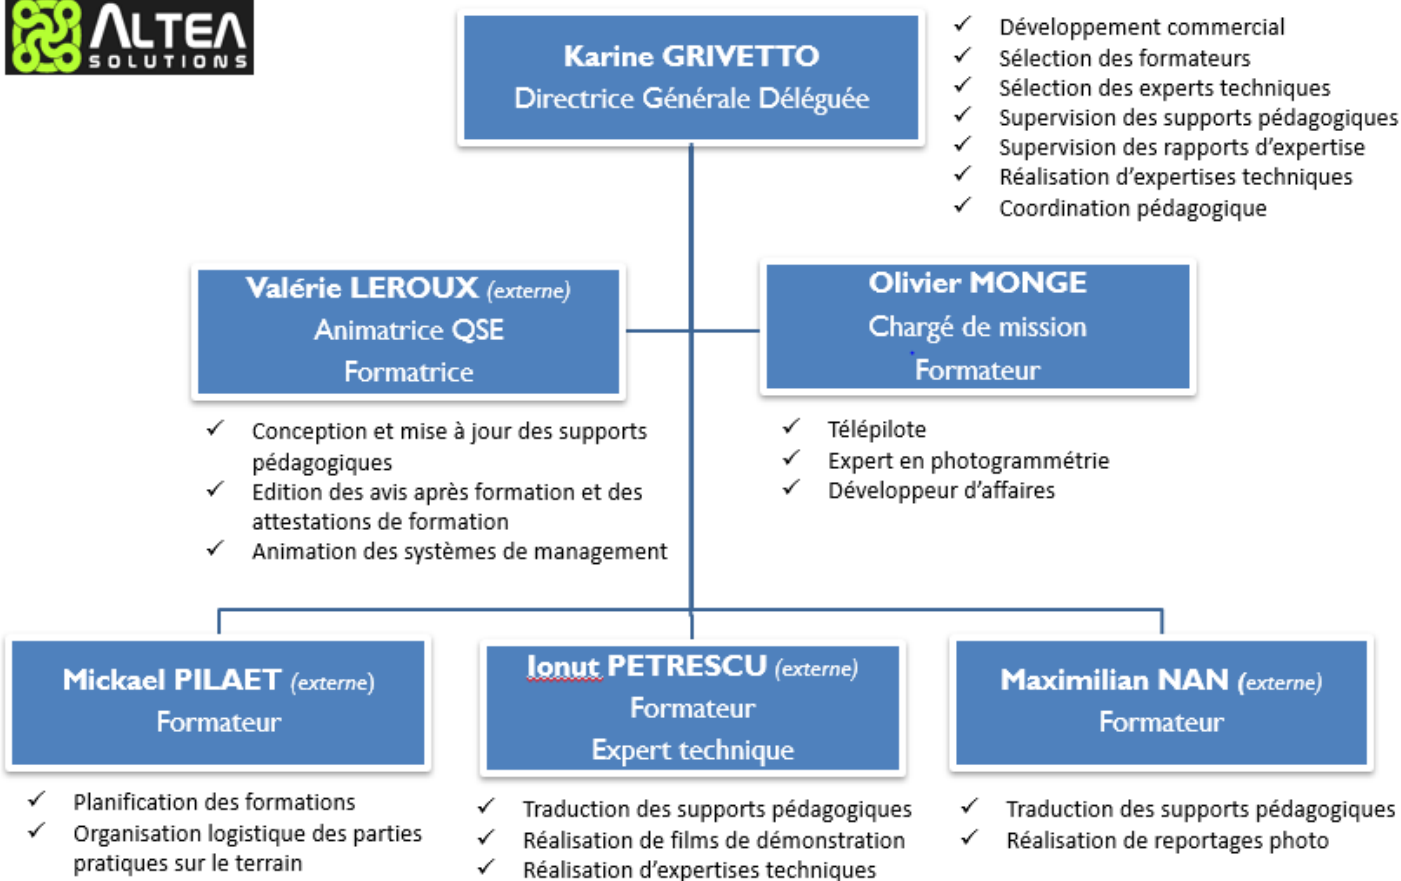 ALTEA
SOLUTIONS
Karine GRIVETTO
Directrice Générale Déléguée
✓ Développement commercial
✓ Sélection des formateurs
✓ Sélection des experts techniques
✓ Supervision des supports pédagogiques
✓ Supervision des rapports d’expertise
✓ Réalisation d’expertises techniques
✓ Coordination pédagogique
Valérie LEROUX (externe)
Animatrice QSE
Formatrice
✓ Conception et mise à jour des supports
pédagogiques
✓ Edition des avis après formation et des
attestations de formation
✓ Animation des systèmes de management
Olivier MONGE
Chargé de mission
Formateur
✓ Télépilote
✓ Expert en photogrammétrie
✓ Développeur d’affaires
Mickael PILAET (externe)
Formateur
✓ Planification des formations
✓ Organisation logistique des parties
pratiques sur le terrain
Ionut PETRESCU (externe)
Formateur
Expert technique
✓ Traduction des supports pédagogiques
✓ Réalisation de films de démonstration
✓ Réalisation d’expertises techniques
Maximilian NAN (externe)
Formateur
✓ Traduction des supports pédagogiques
✓ Réalisation de reportages photo